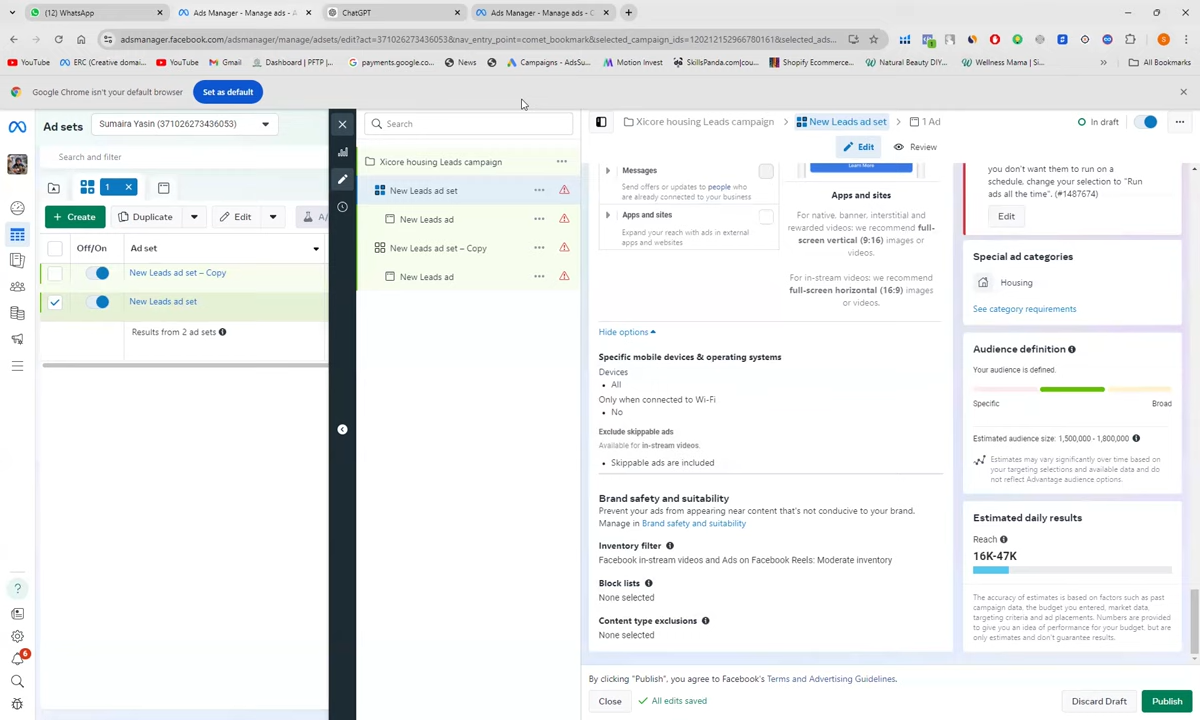 (12) WhatsApp
Ads Manager - Manage ads - A
ChatGPT
Ads Manager - Manage ads - C
adsmanager.facebook.com/adsmanager/manage/adsets/edit?act=371026273436053&nav_entry_point=comet_bookmark&selected_campaign_ids=120212152966780161&selected_ads...
YouTube
ERC (Creative domai...
YouTube
Gmail
Dashboard | PFTP |...
payments.google.co...
News
Campaigns - AdsSu...
Motion Invest
SkillsPanda.com/cou...
Shopify Ecommerce...
Natural Beauty DIY...
Wellness Mama | Si...
All Bookmarks
Google Chrome isn't your default browser
Set as default
Ad sets
Sumaira Yasin (371026273436053)
Search and filter
1
+ Create
Duplicate
Edit
A/
Off/On
Ad set
New Leads ad set – Copy
New Leads ad set
Results from 2 ad sets
6
Search
Xicore housing Leads campaign
New Leads ad set
New Leads ad
New Leads ad set – Copy
New Leads ad
Xicore housing Leads campaign
New Leads ad set
1 Ad
In draft
Edit
Review
Messages
Send offers or updates to people who
are already connected to your business
Apps and sites
Expand your reach with ads in external
apps and websites
Learn More
Apps and sites
For native, banner, interstitial and
rewarded videos: we recommend full-
screen vertical (9:16) images or
videos.
For in-stream videos: we recommend
full-screen horizontal (16:9) images
or videos.
Hide options
Specific mobile devices & operating systems
Devices
• All
Only when connected to Wi-Fi
• No
Exclude skippable ads
Available for in-stream videos.
• Skippable ads are included
Brand safety and suitability
Prevent your ads from appearing near content that's not conducive to your brand.
Manage in Brand safety and suitability
Inventory filter
Facebook in-stream videos and Ads on Facebook Reels: Moderate inventory
Block lists
None selected
Content type exclusions
None selected
you don't want them to run on a
schedule, change your selection to "Run
ads all the time". (#1487674)
Edit
Special ad categories
Housing
See category requirements
Audience definition
Your audience is defined.
Specific
Broad
Estimated audience size: 1,500,000 - 1,800,000
Estimates may vary significantly over time based on
your targeting selections and available data and do
not reflect Advantage audience options.
Estimated daily results
Reach
16K-47K
The accuracy of estimates is based on factors such as past
campaign data, the budget you entered, market data,
targeting criteria and ad placements. Numbers are provided
to give you an idea of performance for your budget, but are
only estimates and don't guarantee results.
By clicking "Publish", you agree to Facebook's Terms and Advertising Guidelines.
Close
All edits saved
Discard Draft
Publish